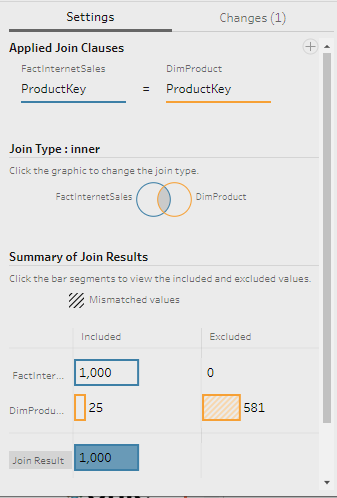 Settings
Changes (1)
Applied Join Clauses
FactInternetSales
DimProduct
ProductKey = ProductKey
Join Type : inner
Click the graphic to change the join type.
FactInternetSales
DimProduct
Summary of Join Results
Click the bar segments to view the included and excluded values.
Mismatched values
Included
Excluded
FactInter...
1,000
0
DimProdu...
25
581
Join Result
1,000